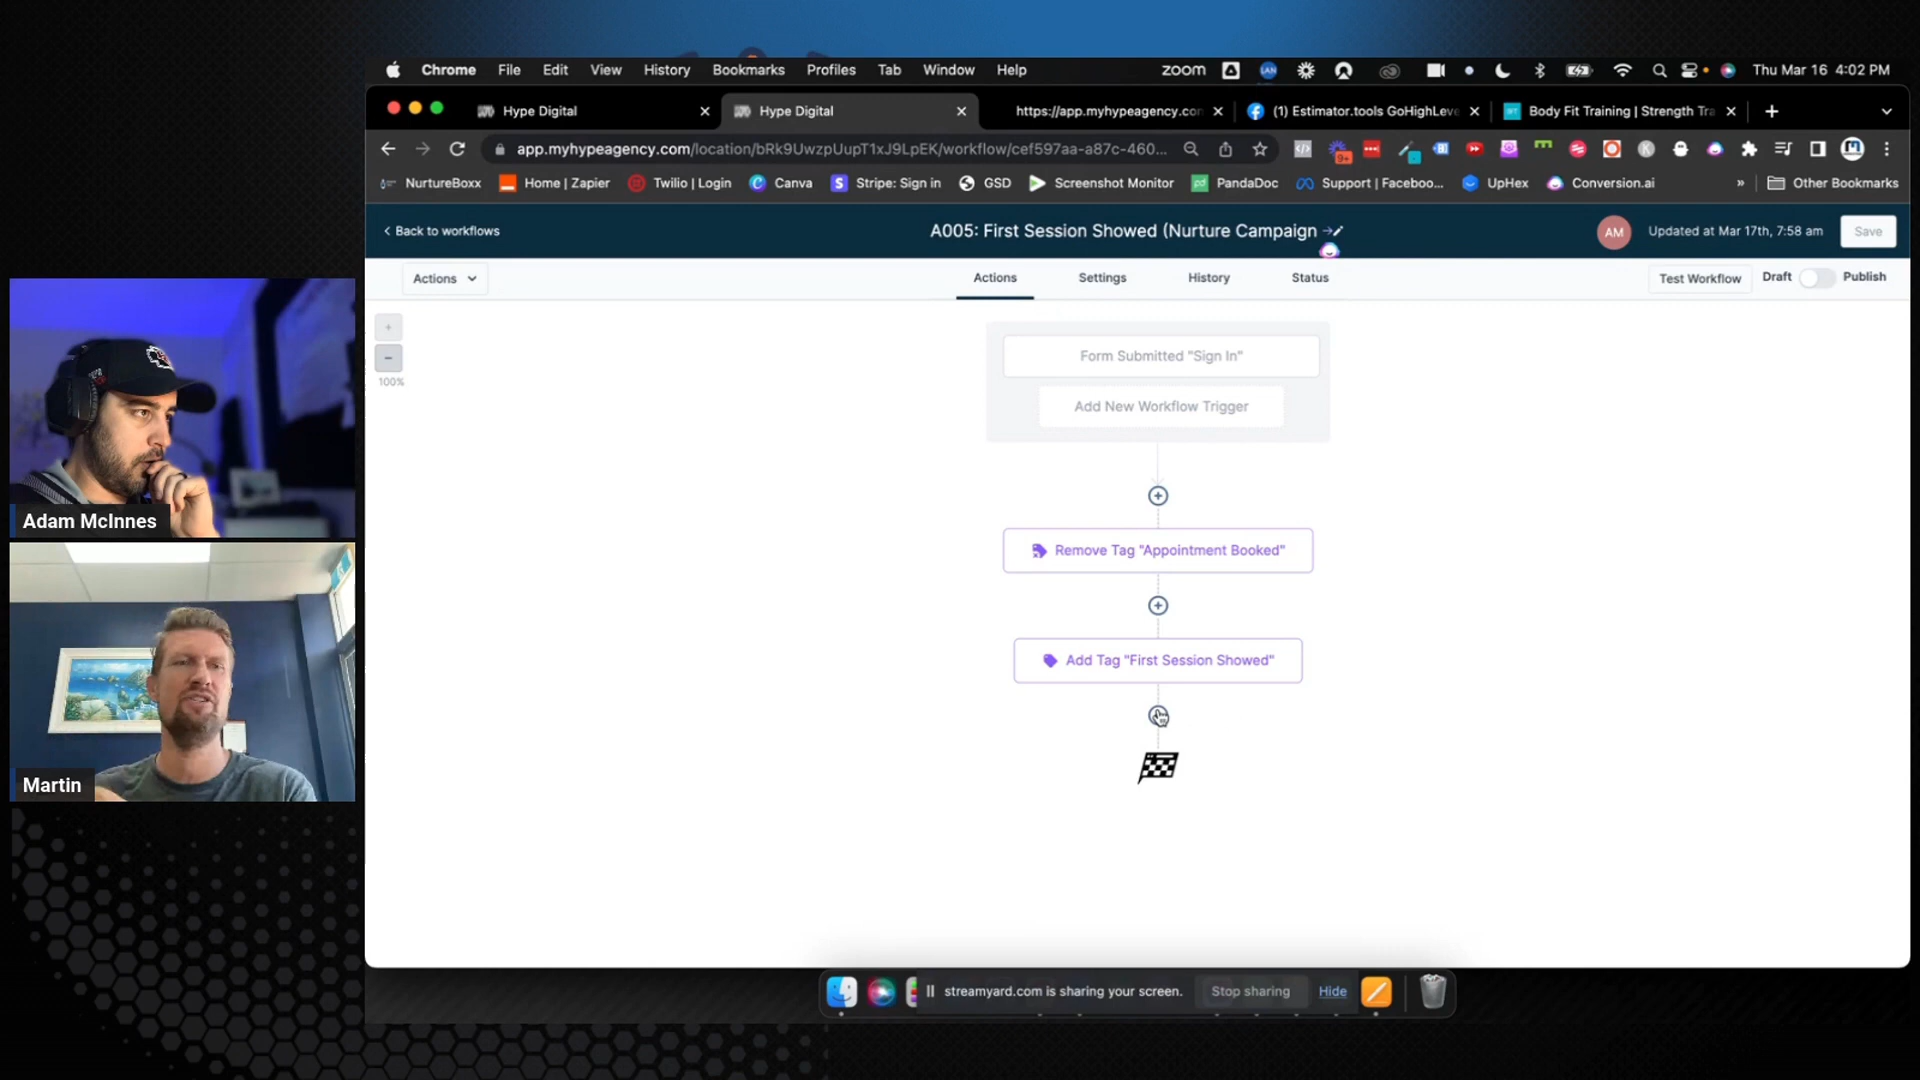 Chrome File Edit View History Bookmarks Profiles Tab Window Help zoom LAN Thu Mar 16 4:02 PM
Hype Digital Hype Digital https://app.myhypeagency.con (1) Estimator.tools GoHighLeve Body Fit Training | Strength Tra
app.myhypeagency.com/location/bRk9UwzpUupT1xJ9LpEK/workflow/cef597aa-a87c-460... 9+
NurtureBoxx Home | Zapier Twilio | Login Canva Stripe: Sign in GSD Screenshot Monitor PandaDoc Support | Faceboo... UpHex Conversion.ai » Other Bookmarks
Back to workflows A005: First Session Showed (Nurture Campaign AM Updated at Mar 17th, 7:58 am Save
Actions Actions Settings History Status Test Workflow Draft Publish
100%
Form Submitted "Sign In"
Add New Workflow Trigger
Remove Tag "Appointment Booked"
Add Tag "First Session Showed"
Adam McInnes
Martin
streamyard.com is sharing your screen. Stop sharing Hide